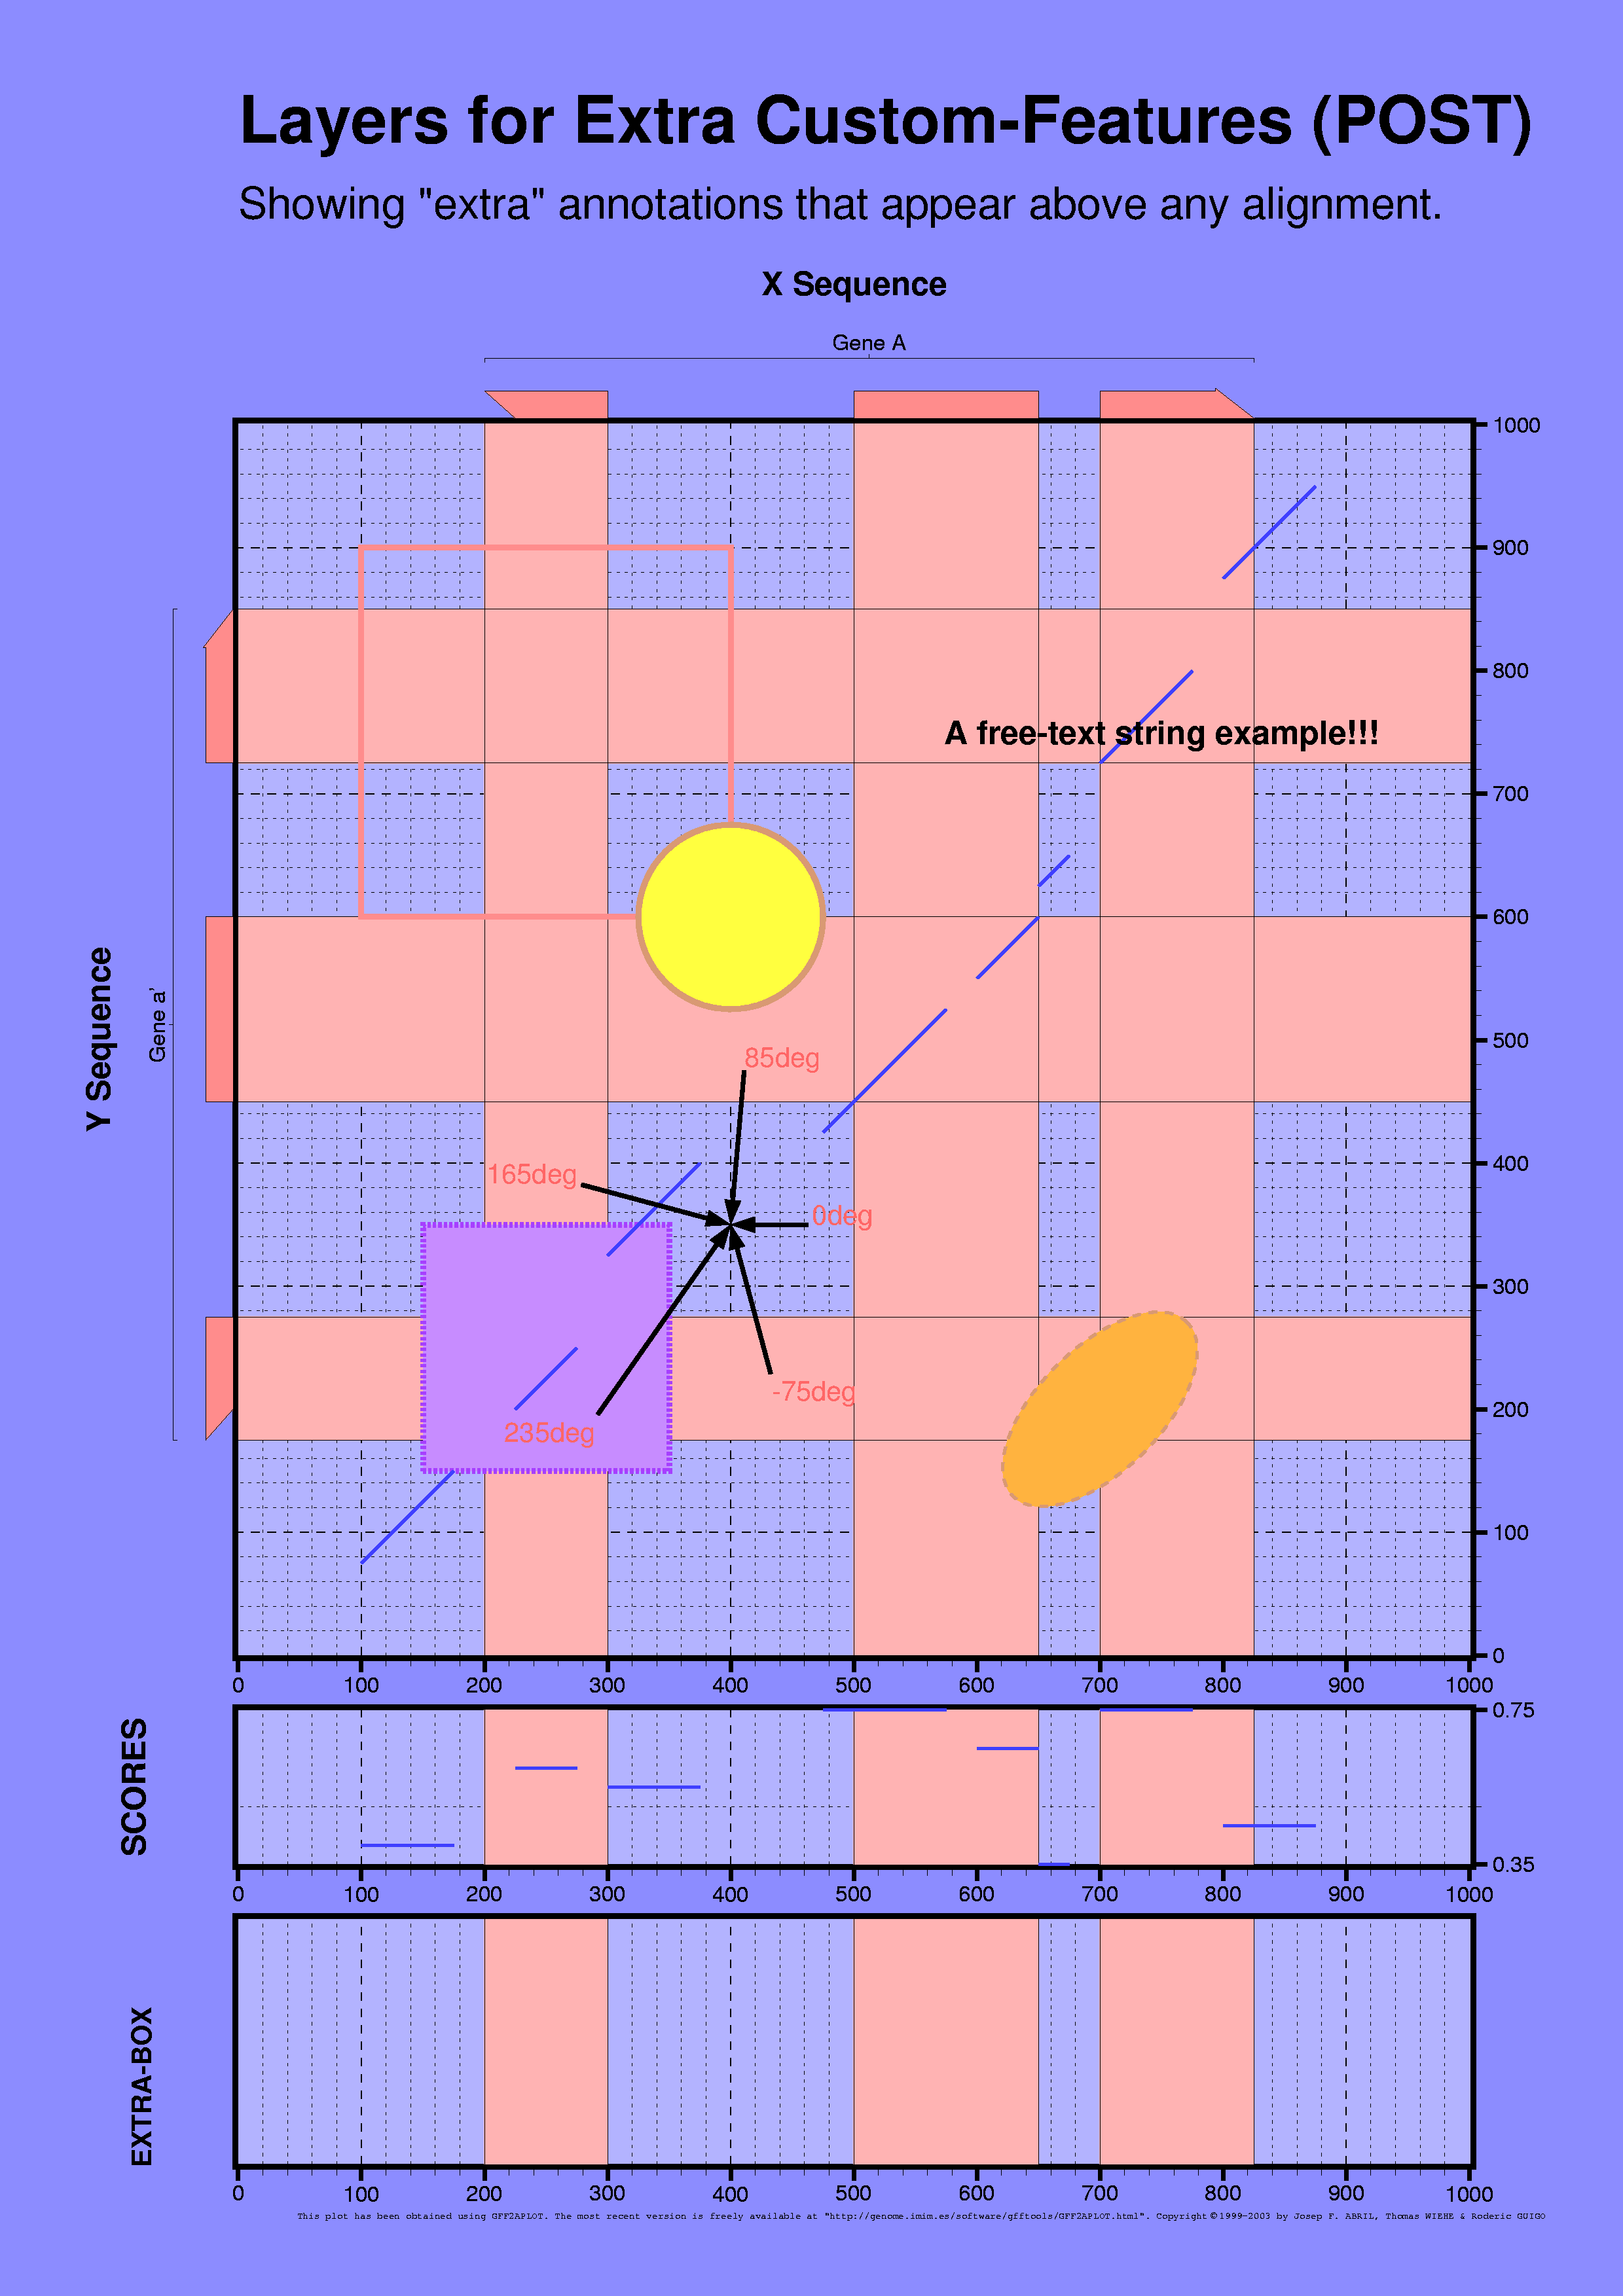 Layers for Extra Custom-Features (POST)
Showing "extra" annotations that appear above any alignment.
X Sequence
Gene A
Y Sequence
Gene a'
1000
900
800
700
600
500
400
300
200
100
0
A free-text string example!!!
85deg
165deg
0deg
-75deg
235deg
0 100 200 300 400 500 600 700 800 900 1000
SCORES
0.75
0.35
0 100 200 300 400 500 600 700 800 900 1000
EXTRA-BOX
0 100 200 300 400 500 600 700 800 900 1000
This plot has been obtained using GFF2APLOT. The most recent version is freely available at "http://genome.imim.es/software/gfftools/GFF2APLOT.html". Copyright ©1999-2003 by Josep F. ABRIL, Thomas WIEHE & Roderic GUIGO